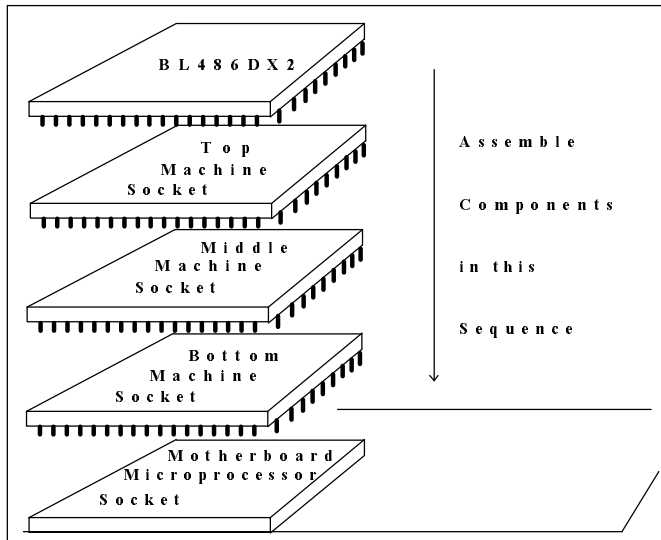 BL486DX2
Top
Machine
Socket
Middle
Machine
Socket
Bottom
Machine
Socket
Motherboard
Microprocessor
Socket
Assemble
Components
in this
Sequence